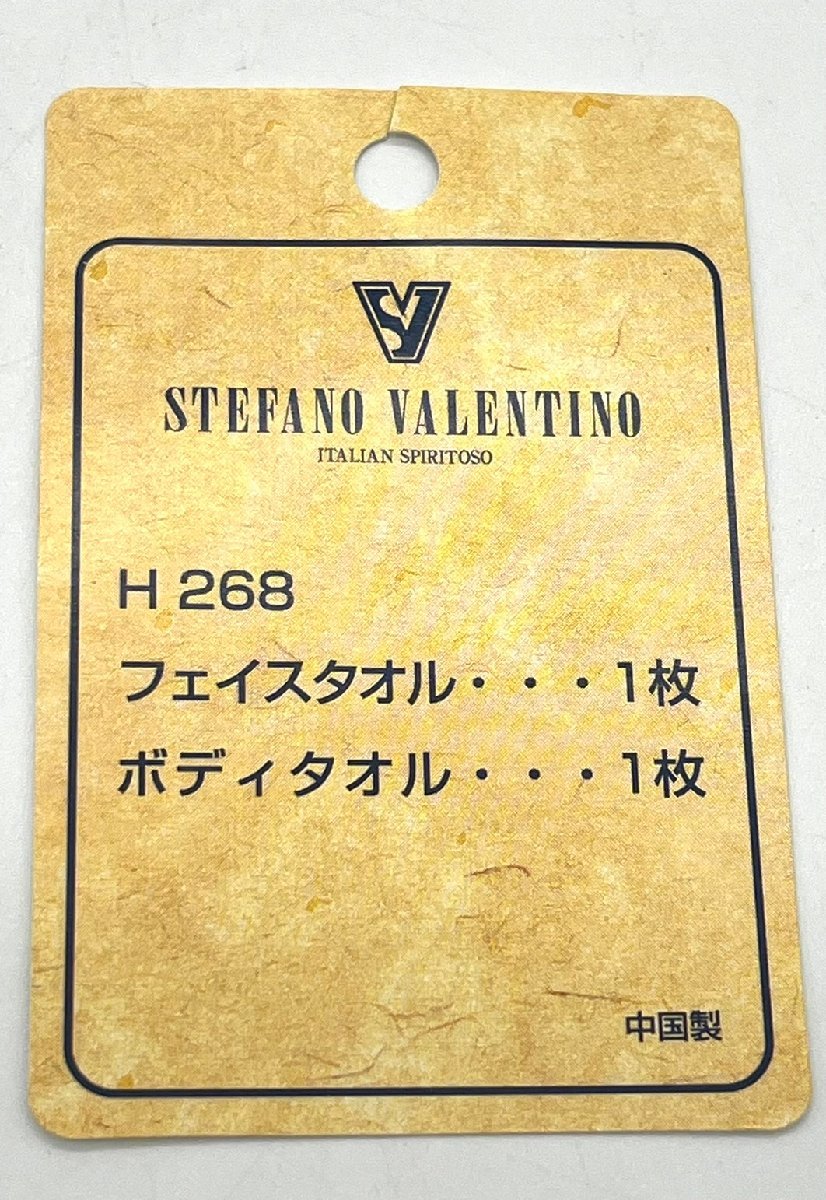 SV
STEFANO VALENTINO
ITALIAN SPIRITOSO
H 268
フェイスタオル・・・1枚
ボディタオル・・・1枚
中国製